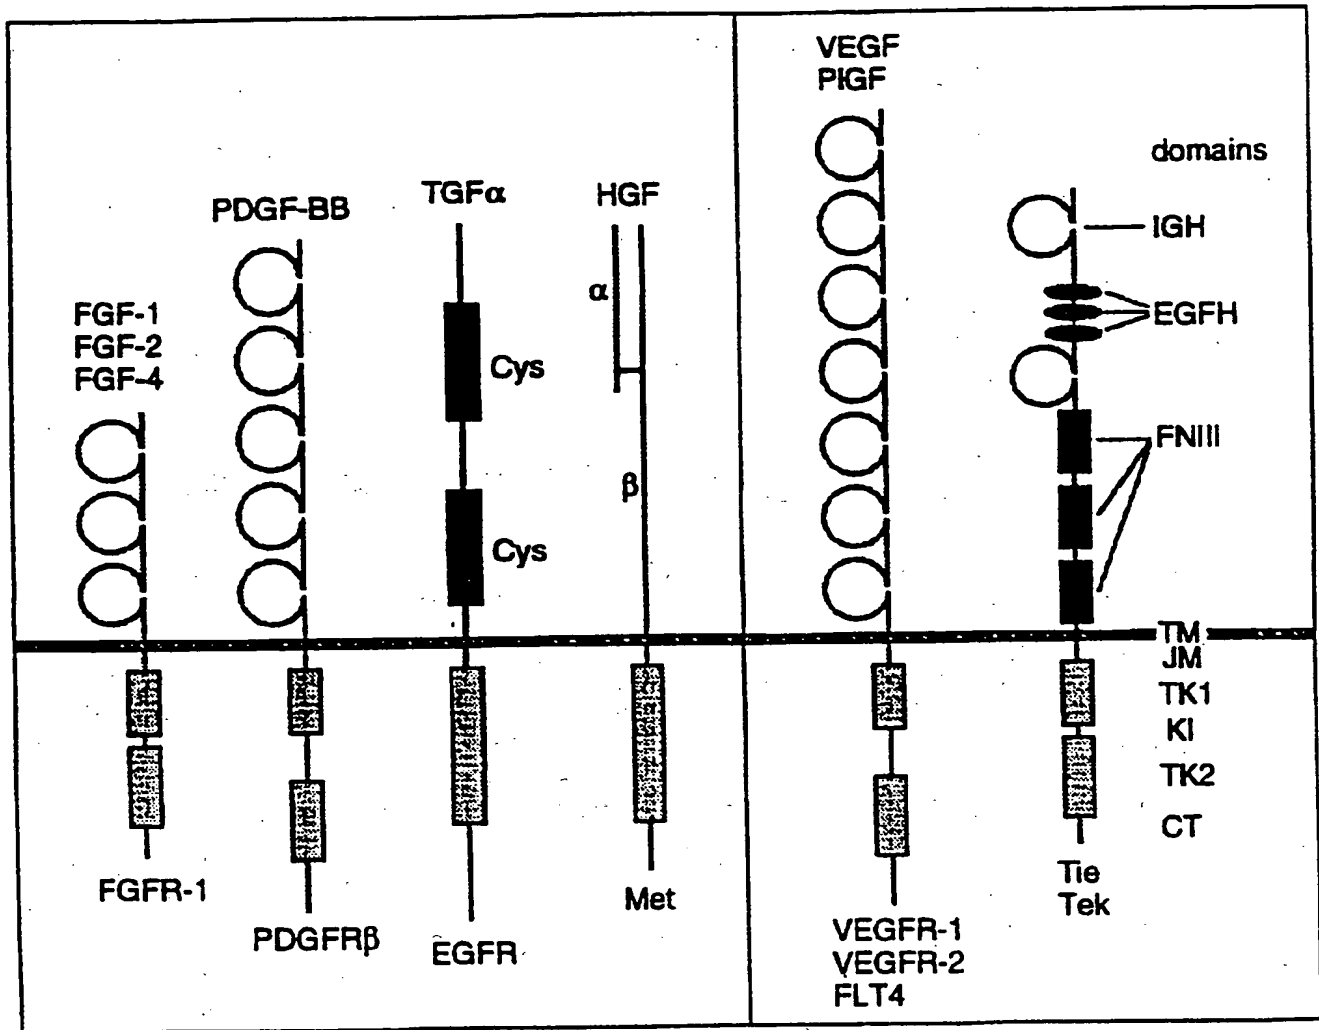 FGF-1
FGF-2
FGF-4
FGFR-1
PDGF-BB
PDGFRβ
TGFα
Cys
Cys
EGFR
HGF
α
β
Met
VEGF
PlGF
VEGFR-1
VEGFR-2
FLT4
domains
IGH
EGFH
FNIII
TM
JM
TK1
KI
TK2
CT
Tie
Tek